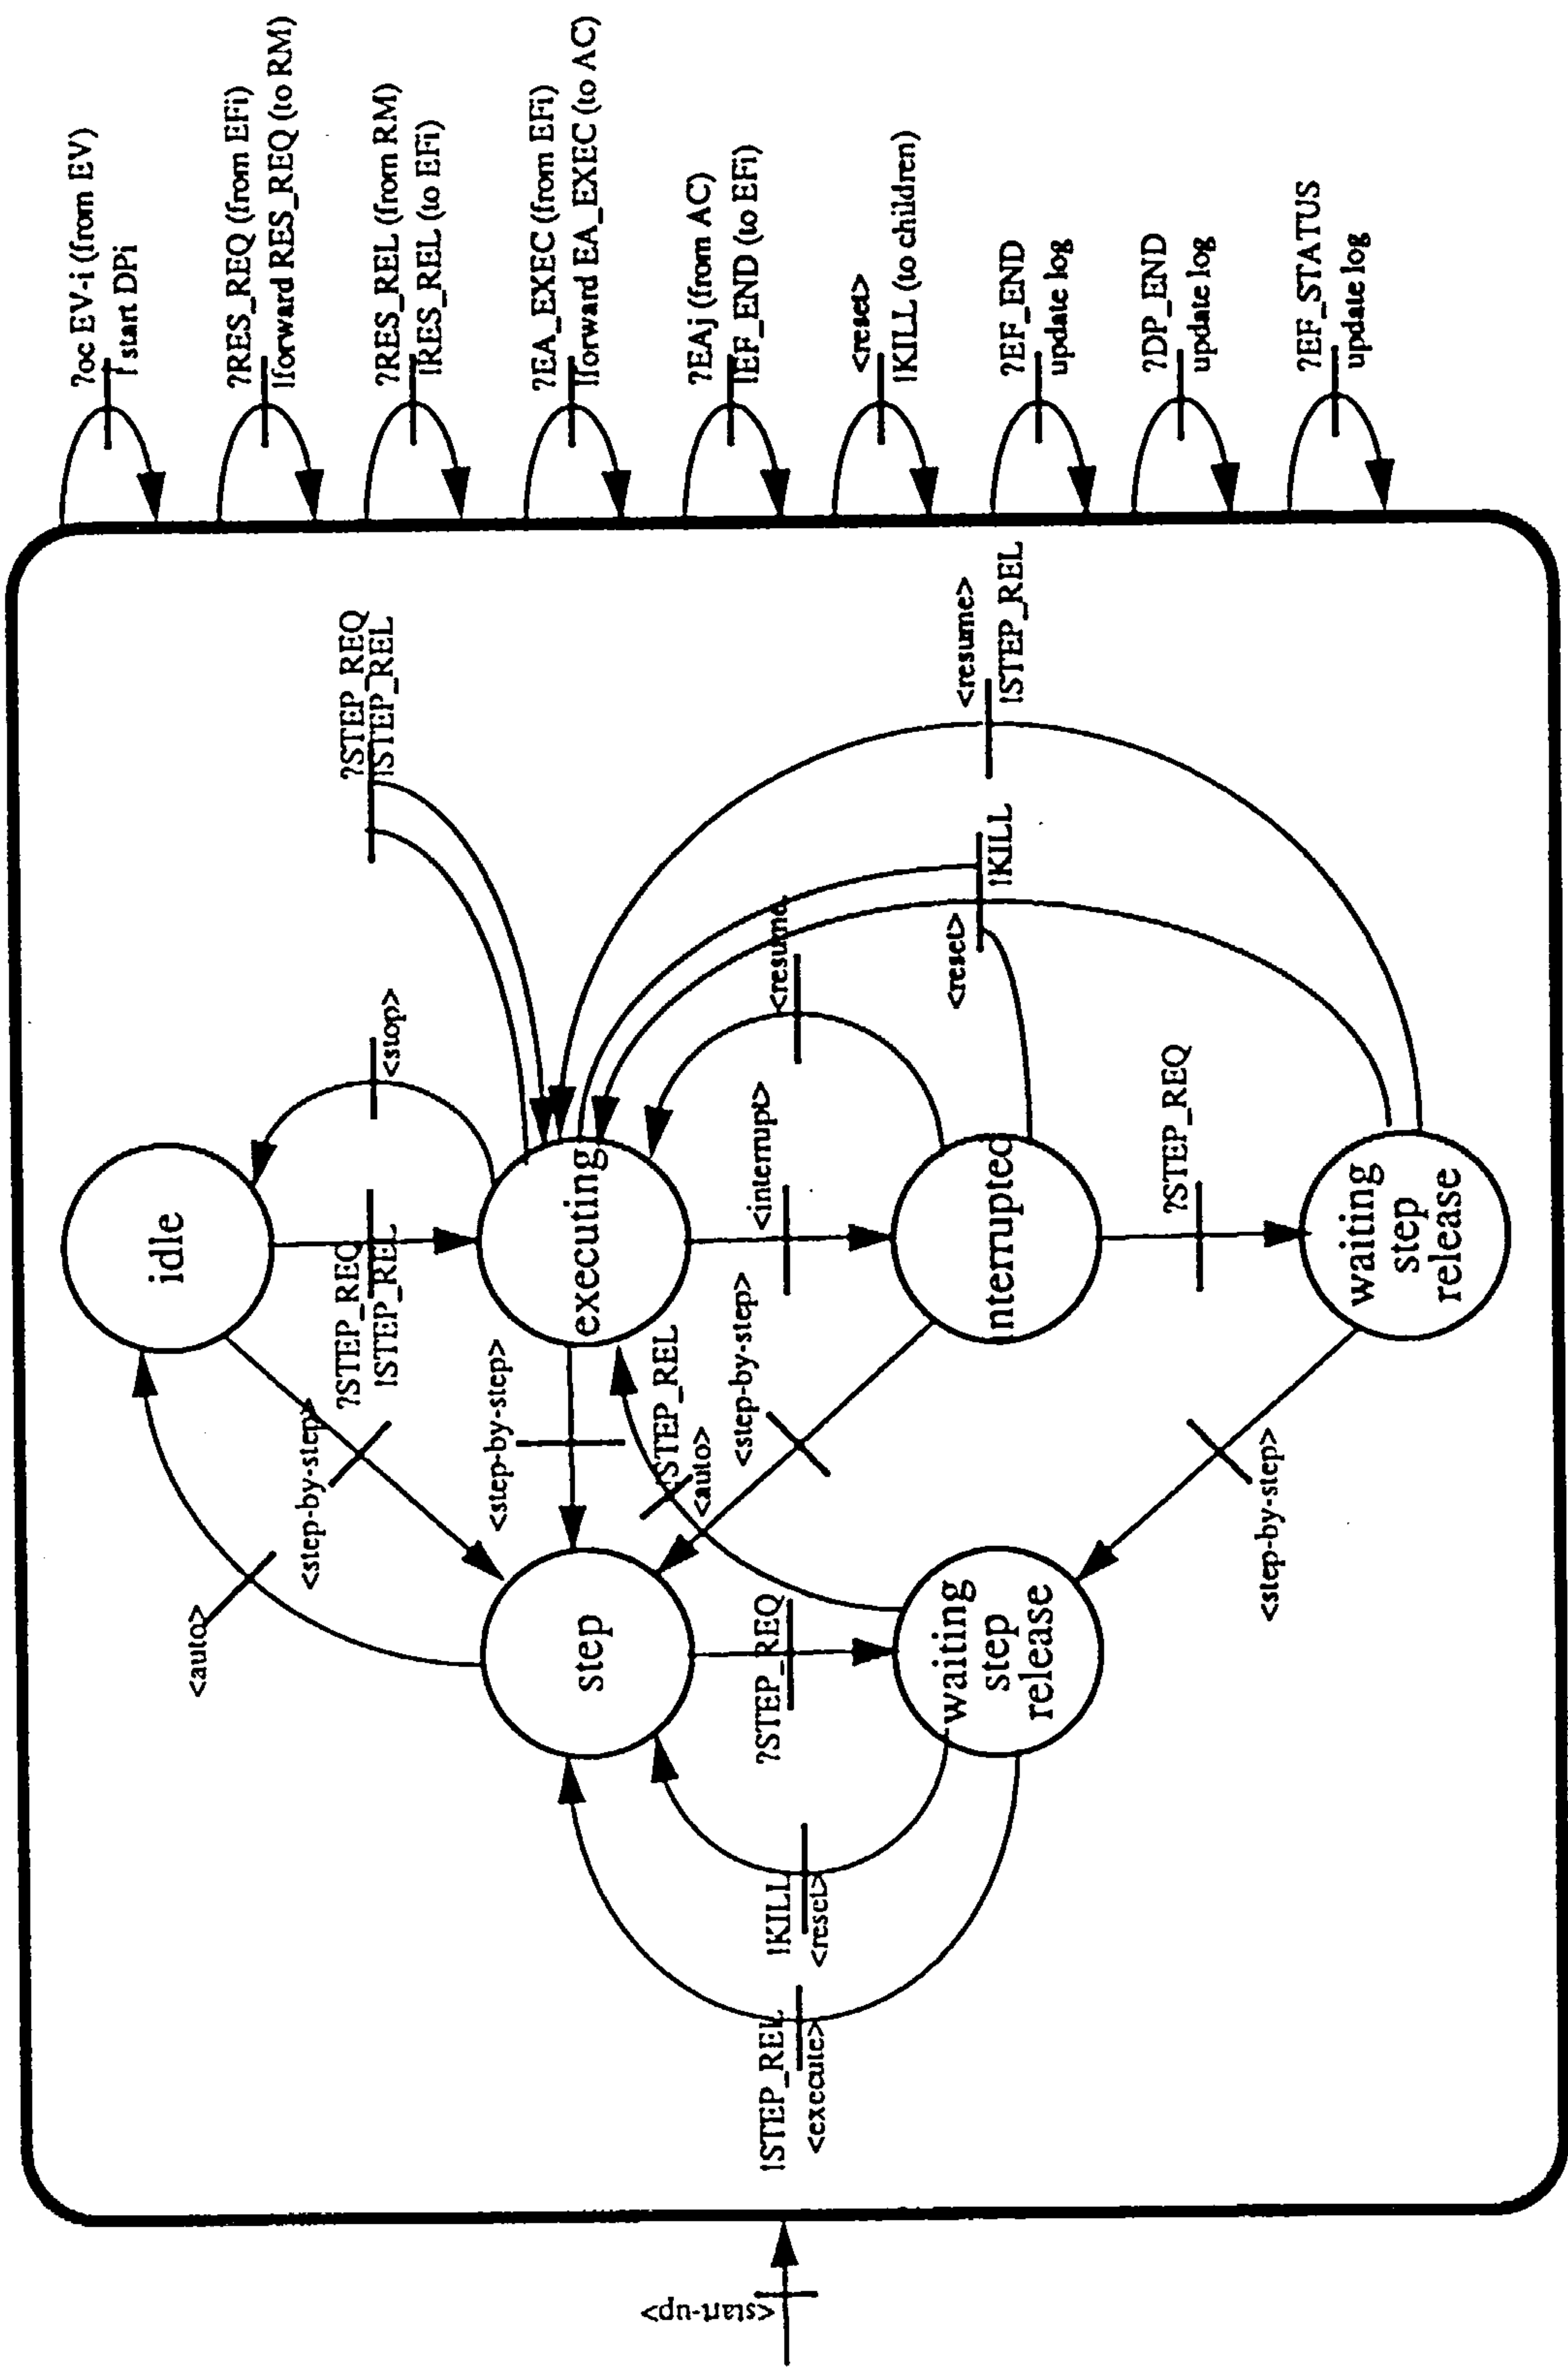 ?oc EV-i (from EV)
! start DPi
?RES_REQ (from EFi)
!forward RES_REQ (to RM)
?RES_REL (from RM)
!RES_REL (to EFi)
?EA_EXEC (from EFi)
!forward EA_EXEC (to AC)
?EAj (from AC)
!EF_END (to EFi)
<reset>
!KILL (to children)
?EF_END
update log
?DP_END
update log
?EF_STATUS
update log
?STEP_REQ
!STEP_REL
<stop>
idle
?STEP_REQ
!STEP_REL
<step-by-step>
<auto>
executing
<step-by-step>
!STEP_REL
<auto>
<interrupt>
<resume>
<reset>
!KILL
<resume>
!STEP_REL
interrupted
<step-by-step>
?STEP_REQ
waiting
step
release
<step-by-step>
step
?STEP_REQ
waiting
step
release
!KILL
<reset>
!STEP_REL
<execute>
<start-up>